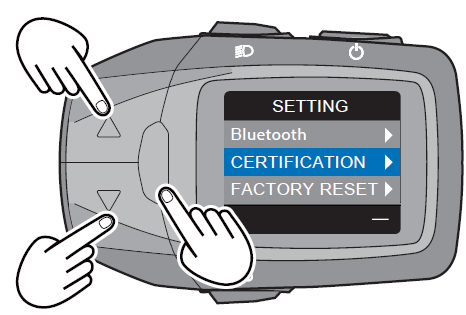 SETTING
Bluetooth
CERTIFICATION
FACTORY RESET